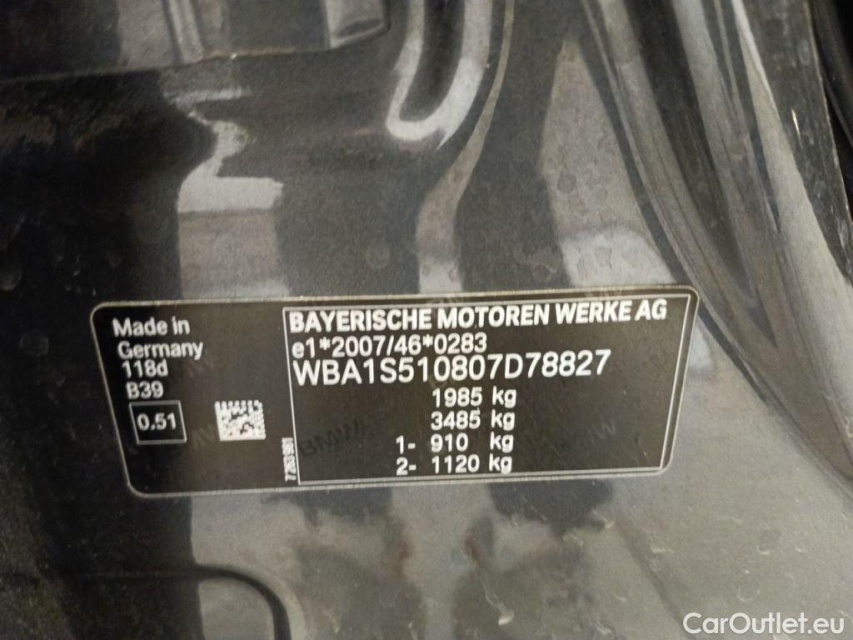 Made in
Germany
118d
B39
0.51
BAYERISCHE MOTOREN WERKE AG
e1*2007/46*0283
WBA1S510807D78827
1985 kg
3485 kg
1- 910 kg
2- 1120 kg
CarOutlet.eu